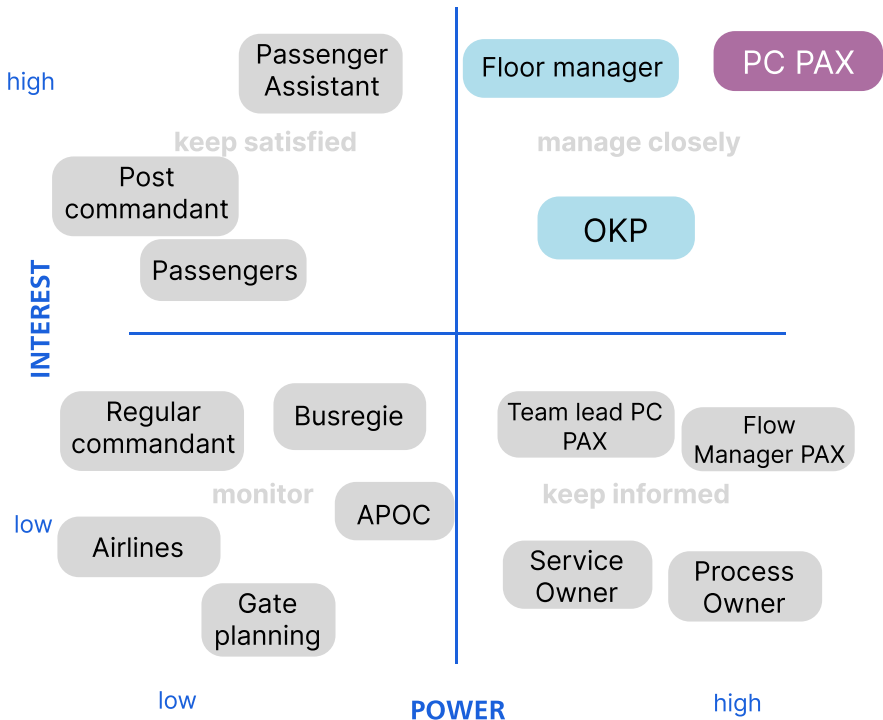 Passenger
Assistant
Floor manager
PC PAX
high
keep satisfied
manage closely
Post
commandant
OKP
Passengers
INTEREST
Regular
commandant
Busregie
Team lead PC
PAX
Flow
Manager PAX
monitor
keep informed
APOC
low
Airlines
Service
Owner
Process
Owner
Gate
planning
low
POWER
high